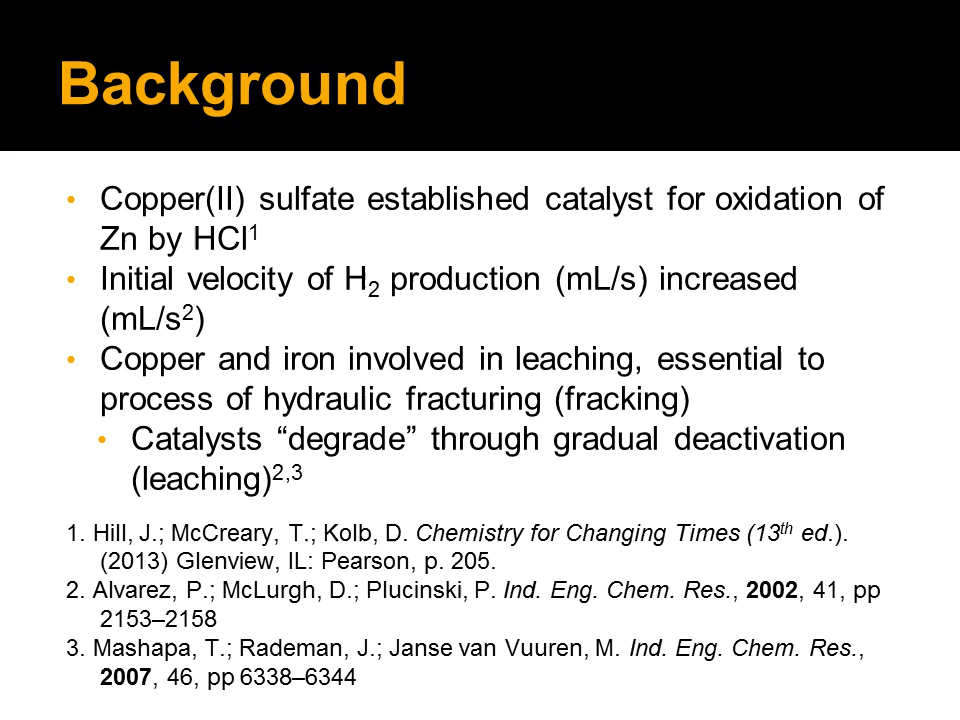 Background
• Copper(II) sulfate established catalyst for oxidation of
Zn by HCl¹
• Initial velocity of H₂ production (mL/s) increased
(mL/s²)
• Copper and iron involved in leaching, essential to
process of hydraulic fracturing (fracking)
• Catalysts “degrade” through gradual deactivation
(leaching)²,³
1. Hill, J.; McCreary, T.; Kolb, D. Chemistry for Changing Times (13th ed.).
(2013) Glenview, IL: Pearson, p. 205.
2. Alvarez, P.; McLurgh, D.; Plucinski, P. Ind. Eng. Chem. Res., 2002, 41, pp
2153–2158
3. Mashapa, T.; Rademan, J.; Janse van Vuuren, M. Ind. Eng. Chem. Res.,
2007, 46, pp 6338–6344